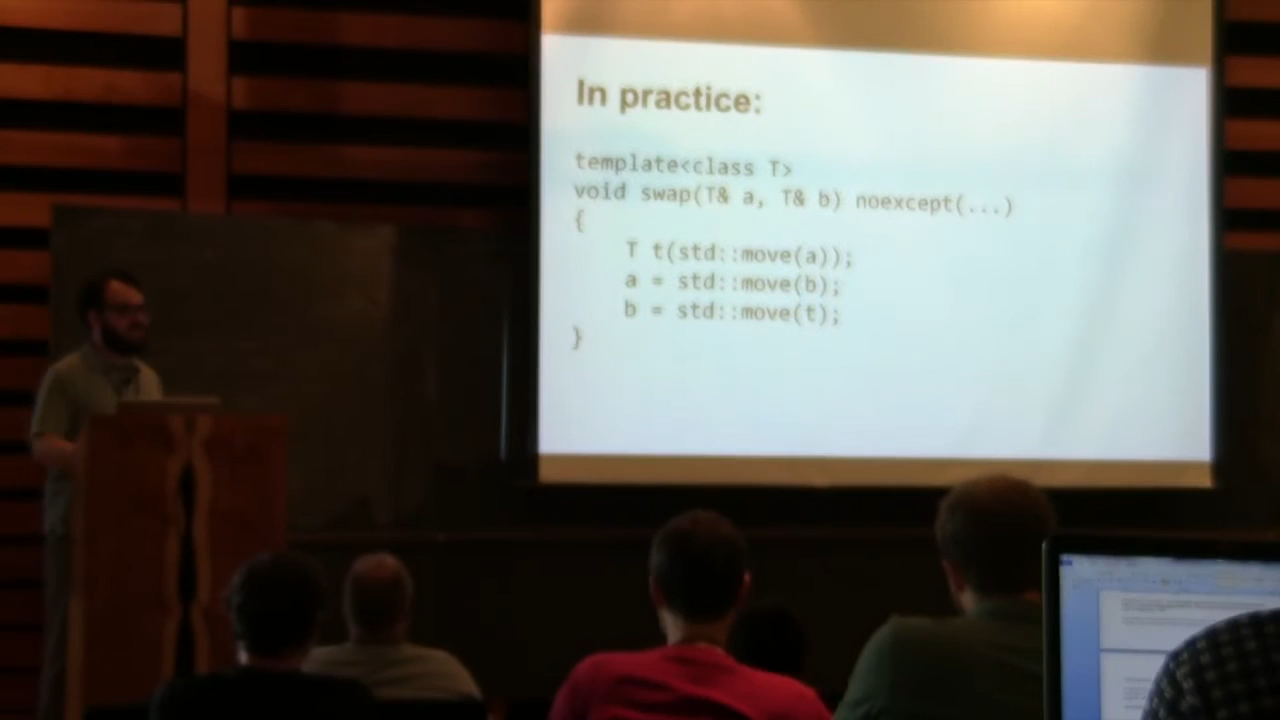 In practice:
template<class T>
void swap(T& a, T& b) noexcept(...)
{
    T t(std::move(a));
    a = std::move(b);
    b = std::move(t);
}